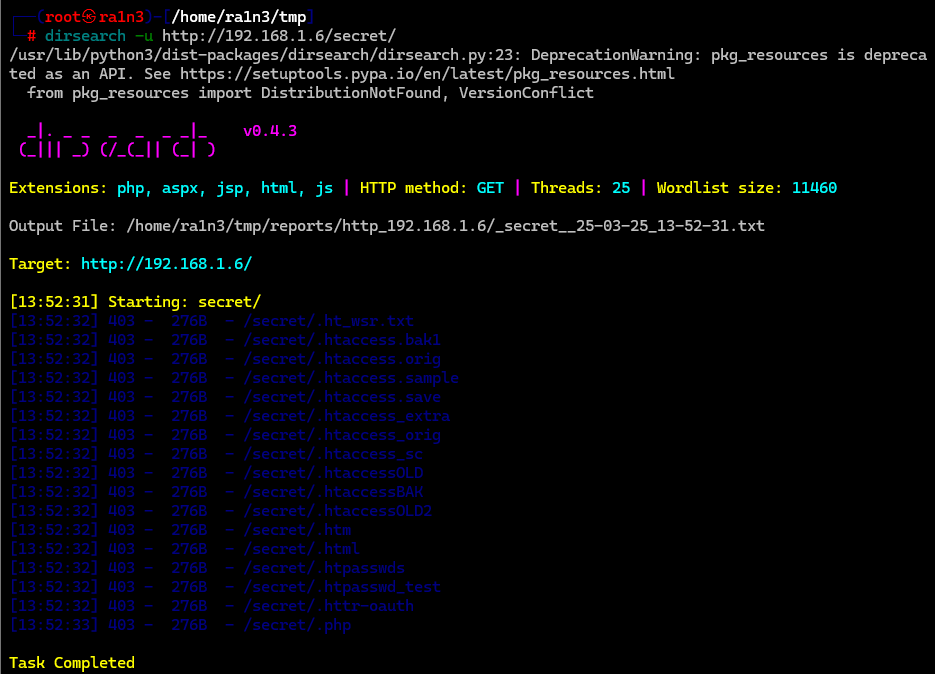 ┌──(root㉿ra1n3)-[/home/ra1n3/tmp]
└─# dirsearch -u http://192.168.1.6/secret/
/usr/lib/python3/dist-packages/dirsearch/dirsearch.py:23: DeprecationWarning: pkg_resources is depreca
ted as an API. See https://setuptools.pypa.io/en/latest/pkg_resources.html
  from pkg_resources import DistributionNotFound, VersionConflict
  _|. _ _  _  _  _ _|_    v0.4.3
 (_||| _) (/_(_|| (_| )
Extensions: php, aspx, jsp, html, js | HTTP method: GET | Threads: 25 | Wordlist size: 11460
Output File: /home/ra1n3/tmp/reports/http_192.168.1.6/_secret__25-03-25_13-52-31.txt
Target: http://192.168.1.6/
[13:52:31] Starting: secret/
[13:52:32] 403 -  276B  - /secret/.ht_wsr.txt
[13:52:32] 403 -  276B  - /secret/.htaccess.bak1
[13:52:32] 403 -  276B  - /secret/.htaccess.orig
[13:52:32] 403 -  276B  - /secret/.htaccess.sample
[13:52:32] 403 -  276B  - /secret/.htaccess.save
[13:52:32] 403 -  276B  - /secret/.htaccess_extra
[13:52:32] 403 -  276B  - /secret/.htaccess_orig
[13:52:32] 403 -  276B  - /secret/.htaccess_sc
[13:52:32] 403 -  276B  - /secret/.htaccessOLD
[13:52:32] 403 -  276B  - /secret/.htaccessBAK
[13:52:32] 403 -  276B  - /secret/.htaccessOLD2
[13:52:32] 403 -  276B  - /secret/.htm
[13:52:32] 403 -  276B  - /secret/.html
[13:52:32] 403 -  276B  - /secret/.htpasswds
[13:52:32] 403 -  276B  - /secret/.htpasswd_test
[13:52:32] 403 -  276B  - /secret/.httr-oauth
[13:52:33] 403 -  276B  - /secret/.php
Task Completed